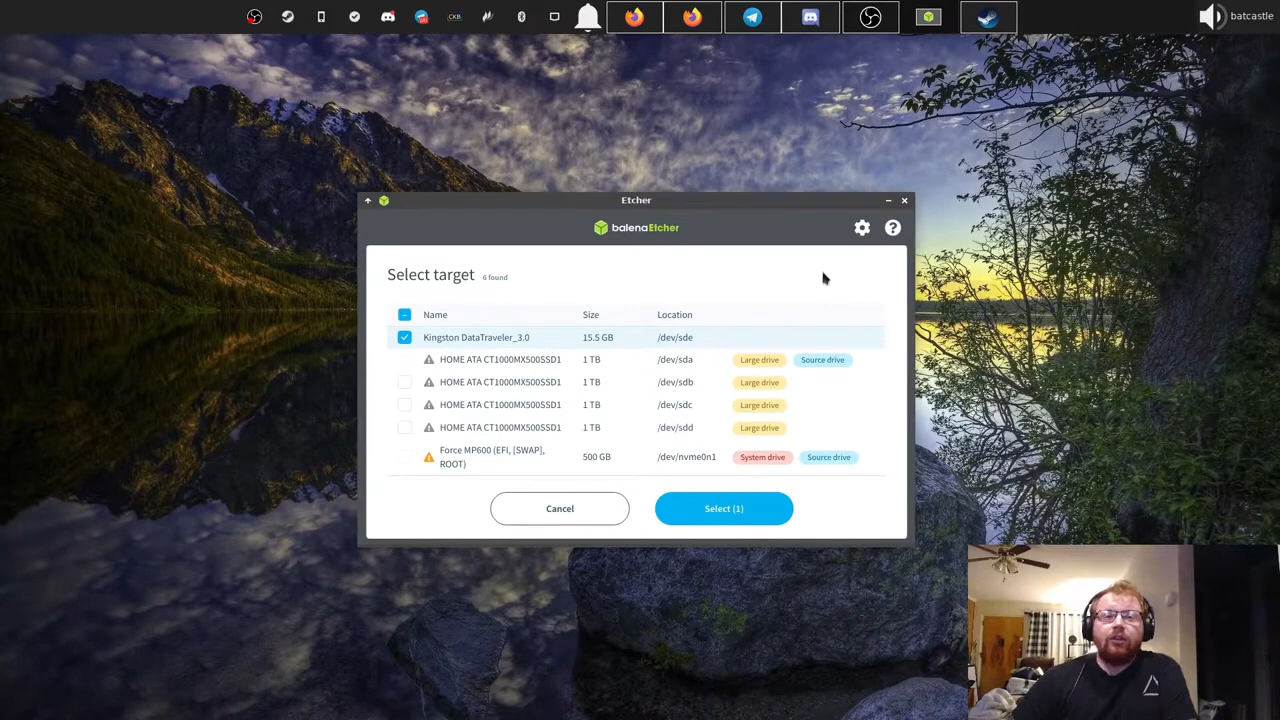 CKB
batcastle
Etcher
balenaEtcher
Select target 6 found
Name Size Location
Kingston DataTraveler_3.0 15.5 GB /dev/sde
HOME ATA CT1000MX500SSD1 1 TB /dev/sda Large drive Source drive
HOME ATA CT1000MX500SSD1 1 TB /dev/sdb Large drive
HOME ATA CT1000MX500SSD1 1 TB /dev/sdc Large drive
HOME ATA CT1000MX500SSD1 1 TB /dev/sdd Large drive
Force MP600 (EFI, [SWAP],
ROOT) 500 GB /dev/nvme0n1 System drive Source drive
Cancel Select (1)